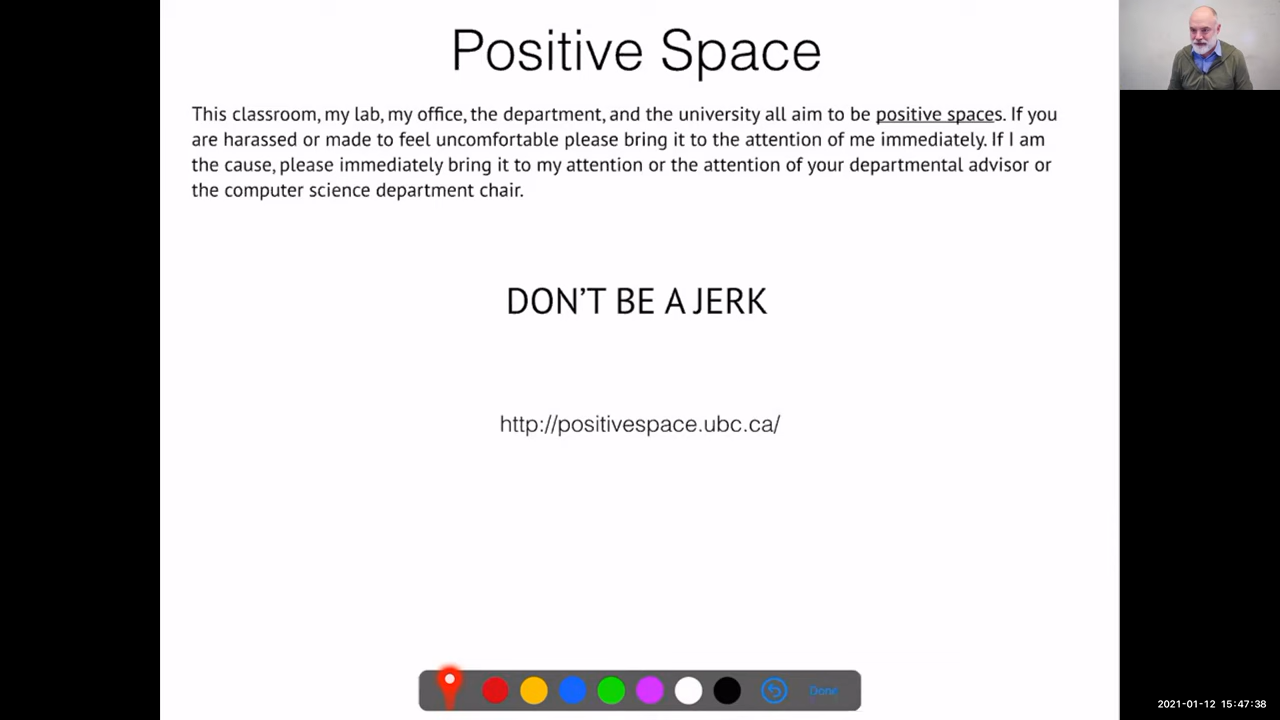 Positive Space
This classroom, my lab, my office, the department, and the university all aim to be positive spaces. If you
are harassed or made to feel uncomfortable please bring it to the attention of me immediately. If I am
the cause, please immediately bring it to my attention or the attention of your departmental advisor or
the computer science department chair.
DON’T BE A JERK
http://positivespace.ubc.ca/
Done
2021-01-12 15:47:38